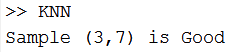 >> KNN
Sample (3,7) is Good